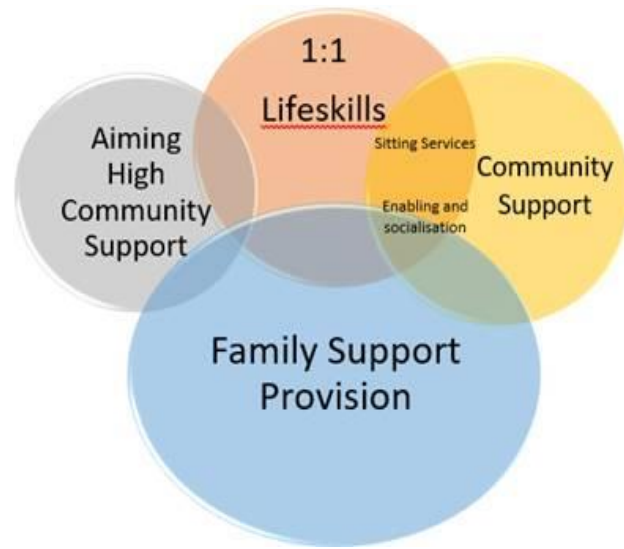 1:1
Lifeskills
Aiming
High
Community
Support
Sitting Services
Community
Support
Enabling and
socialisation
Family Support
Provision